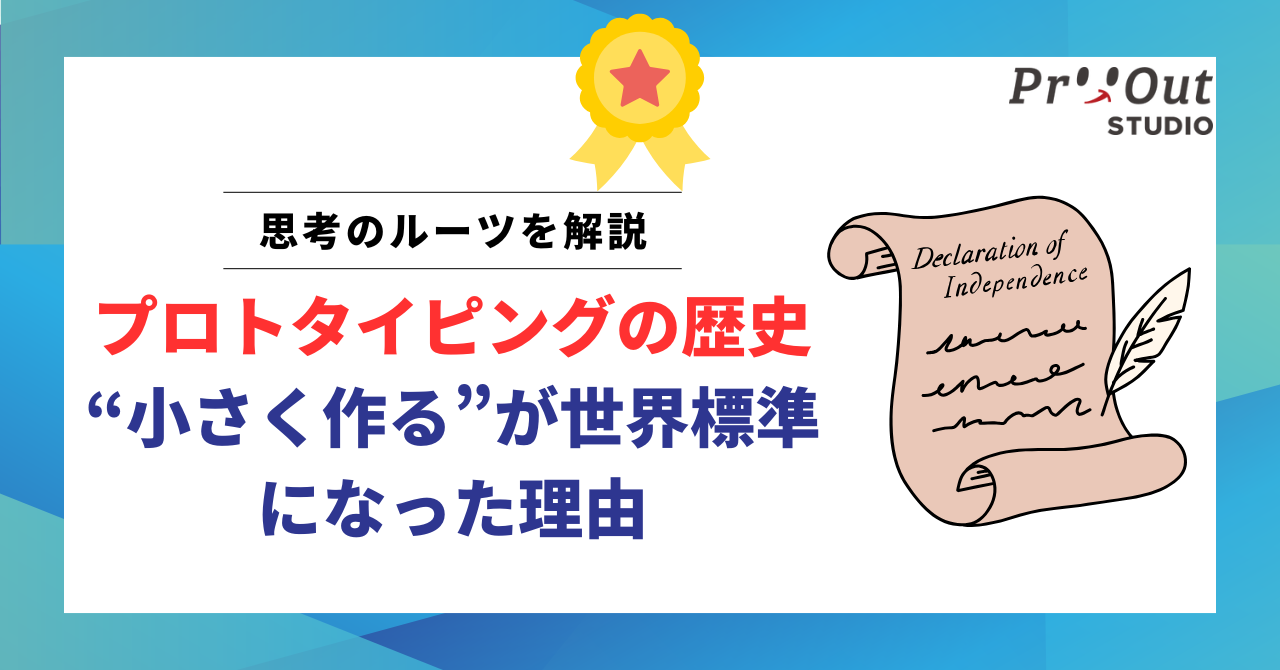 思考のルーツを解説
プロトタイピングの歴史
“小さく作る”が世界標準
になった理由
Declaration of
Independence
Out
STUDIO